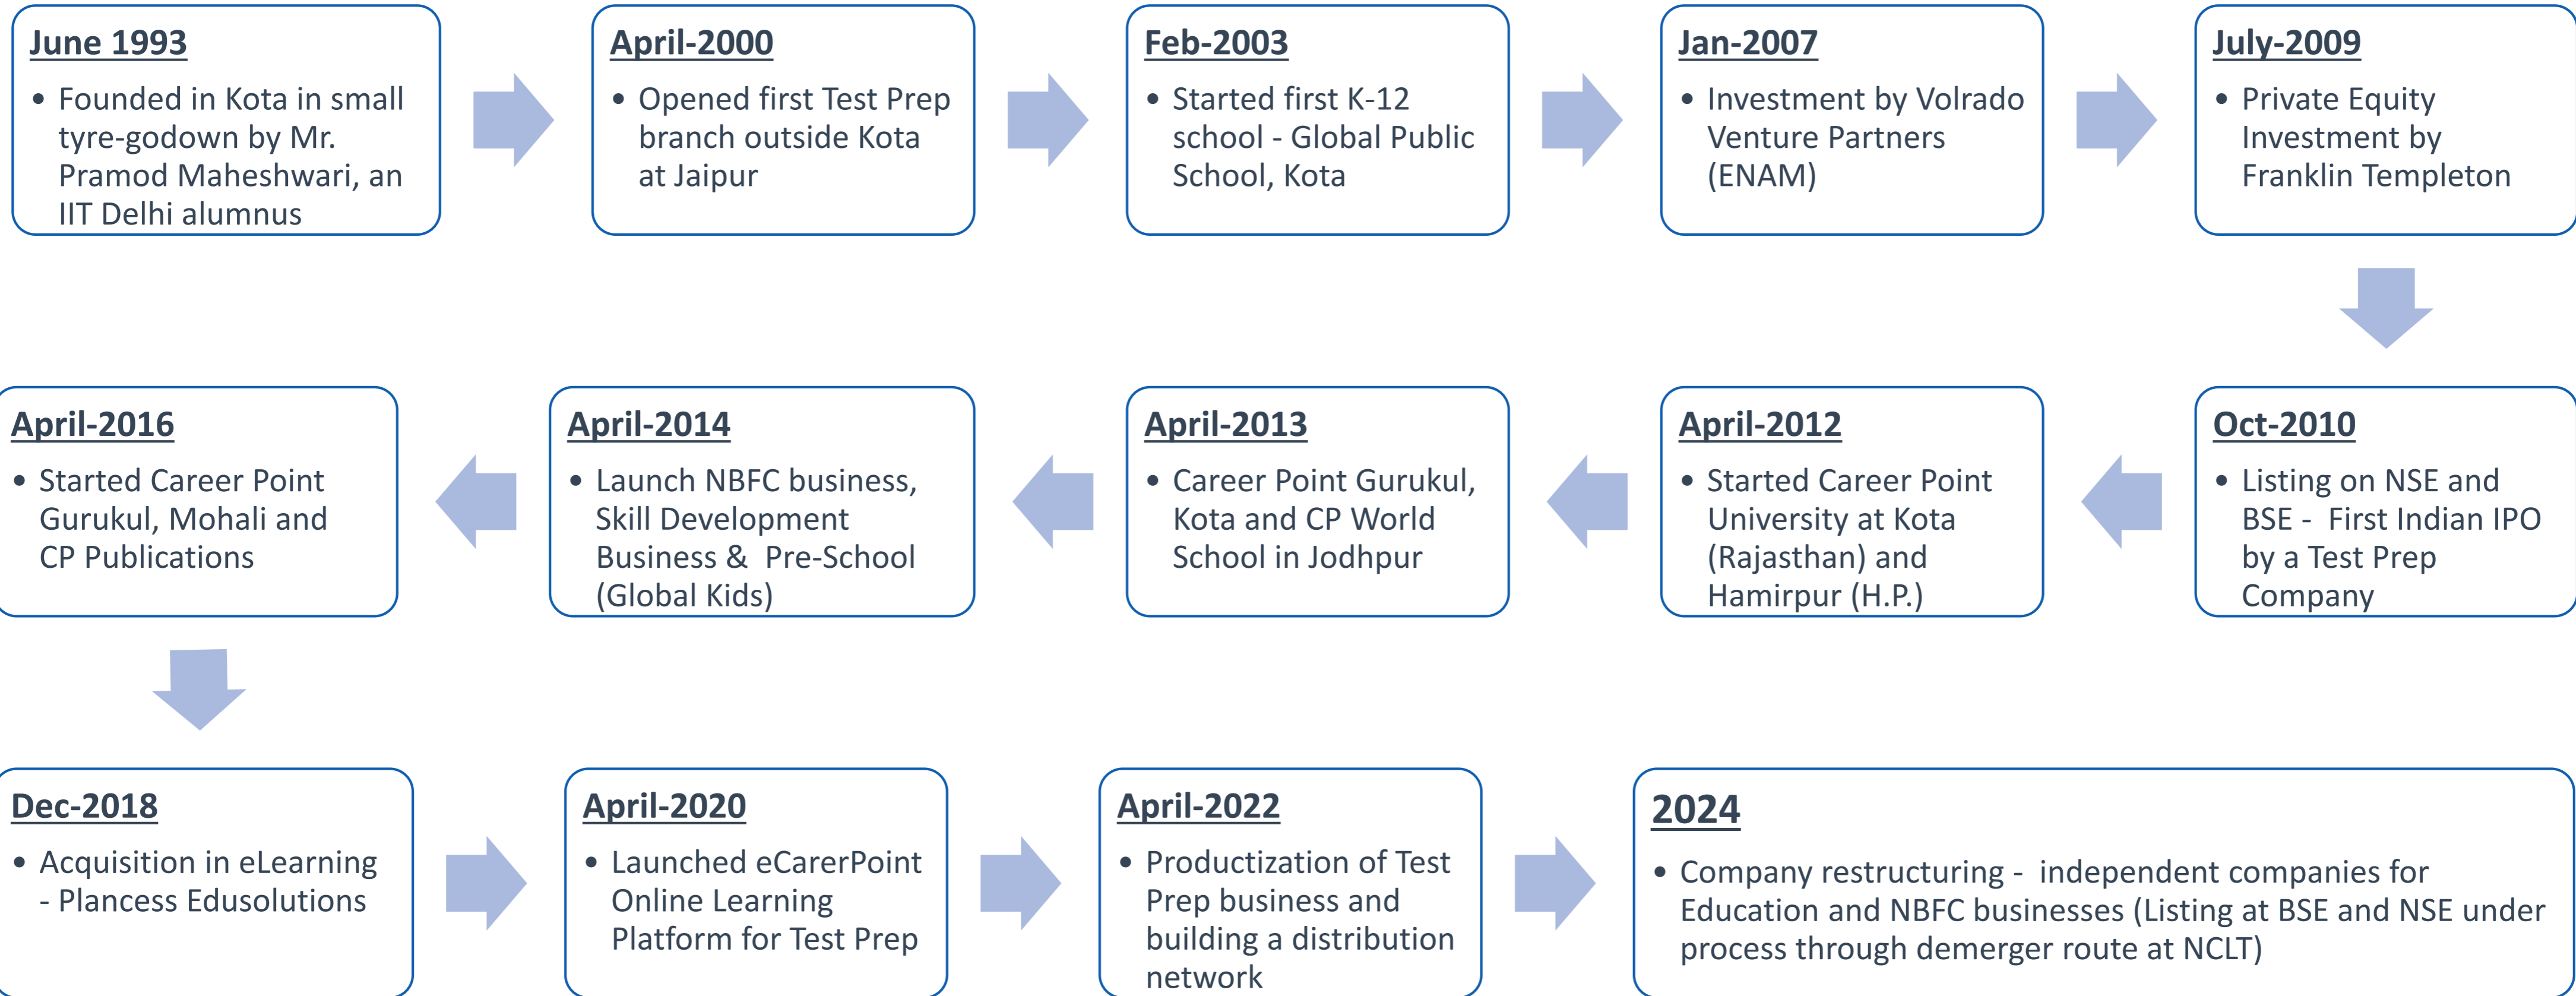 June 1993
• Founded in Kota in small
tyre-godown by Mr.
Pramod Maheshwari, an
IIT Delhi alumnus
April-2000
• Opened first Test Prep
branch outside Kota
at Jaipur
Feb-2003
• Started first K-12
school - Global Public
School, Kota
Jan-2007
• Investment by Volrado
Venture Partners
(ENAM)
July-2009
• Private Equity
Investment by
Franklin Templeton
Oct-2010
• Listing on NSE and
BSE - First Indian IPO
by a Test Prep
Company
April-2012
• Started Career Point
University at Kota
(Rajasthan) and
Hamirpur (H.P.)
April-2013
• Career Point Gurukul,
Kota and CP World
School in Jodhpur
April-2014
• Launch NBFC business,
Skill Development
Business & Pre-School
(Global Kids)
April-2016
• Started Career Point
Gurukul, Mohali and
CP Publications
Dec-2018
• Acquisition in eLearning
- Plancess Edusolutions
April-2020
• Launched eCarerPoint
Online Learning
Platform for Test Prep
April-2022
• Productization of Test
Prep business and
building a distribution
network
2024
• Company restructuring - independent companies for
Education and NBFC businesses (Listing at BSE and NSE under
process through demerger route at NCLT)